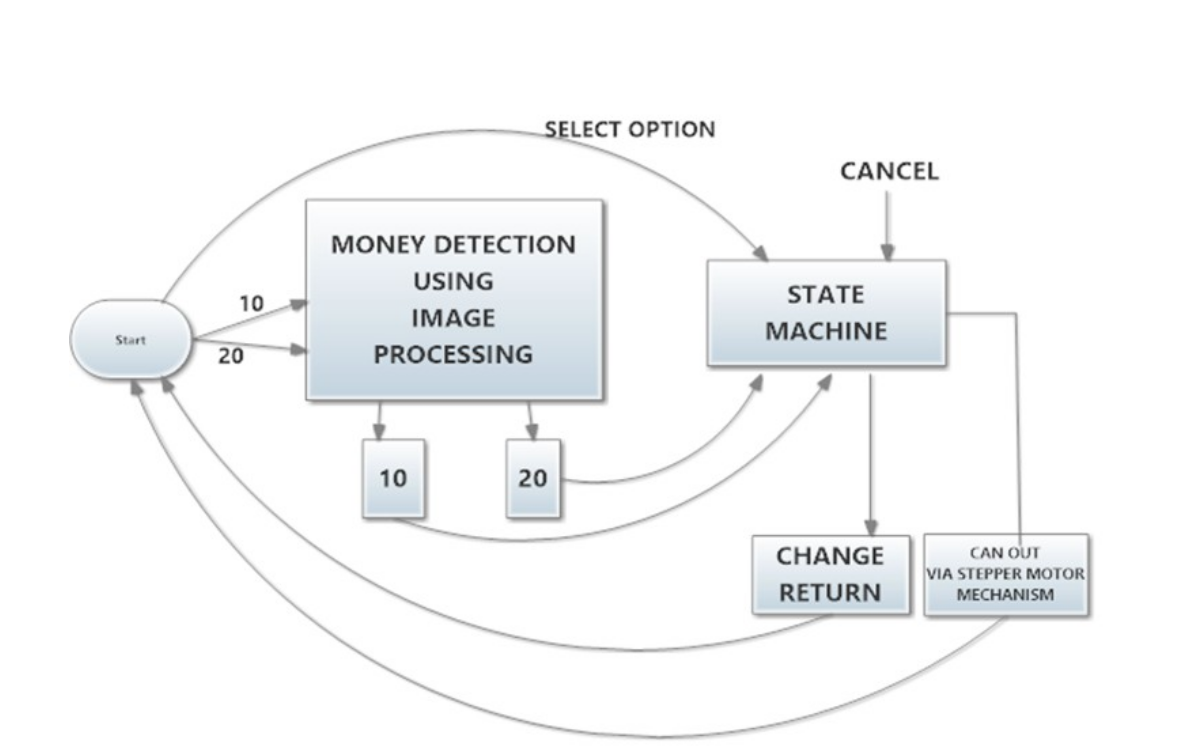 SELECT OPTION
CANCEL
MONEY DETECTION
USING
IMAGE
PROCESSING
STATE
MACHINE
10
Start
20
10
20
CHANGE
RETURN
CAN OUT
VIA STEPPER MOTOR
MECHANISM